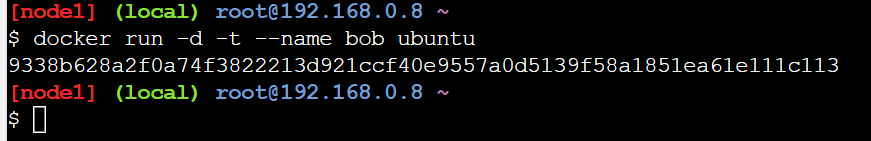 [node1] (local) root@192.168.0.8 ~
$ docker run -d -t --name bob ubuntu
9338b628a2f0a74f3822213d921ccf40e9557a0d5139f58a1851ea61e111c113
[node1] (local) root@192.168.0.8 ~
$